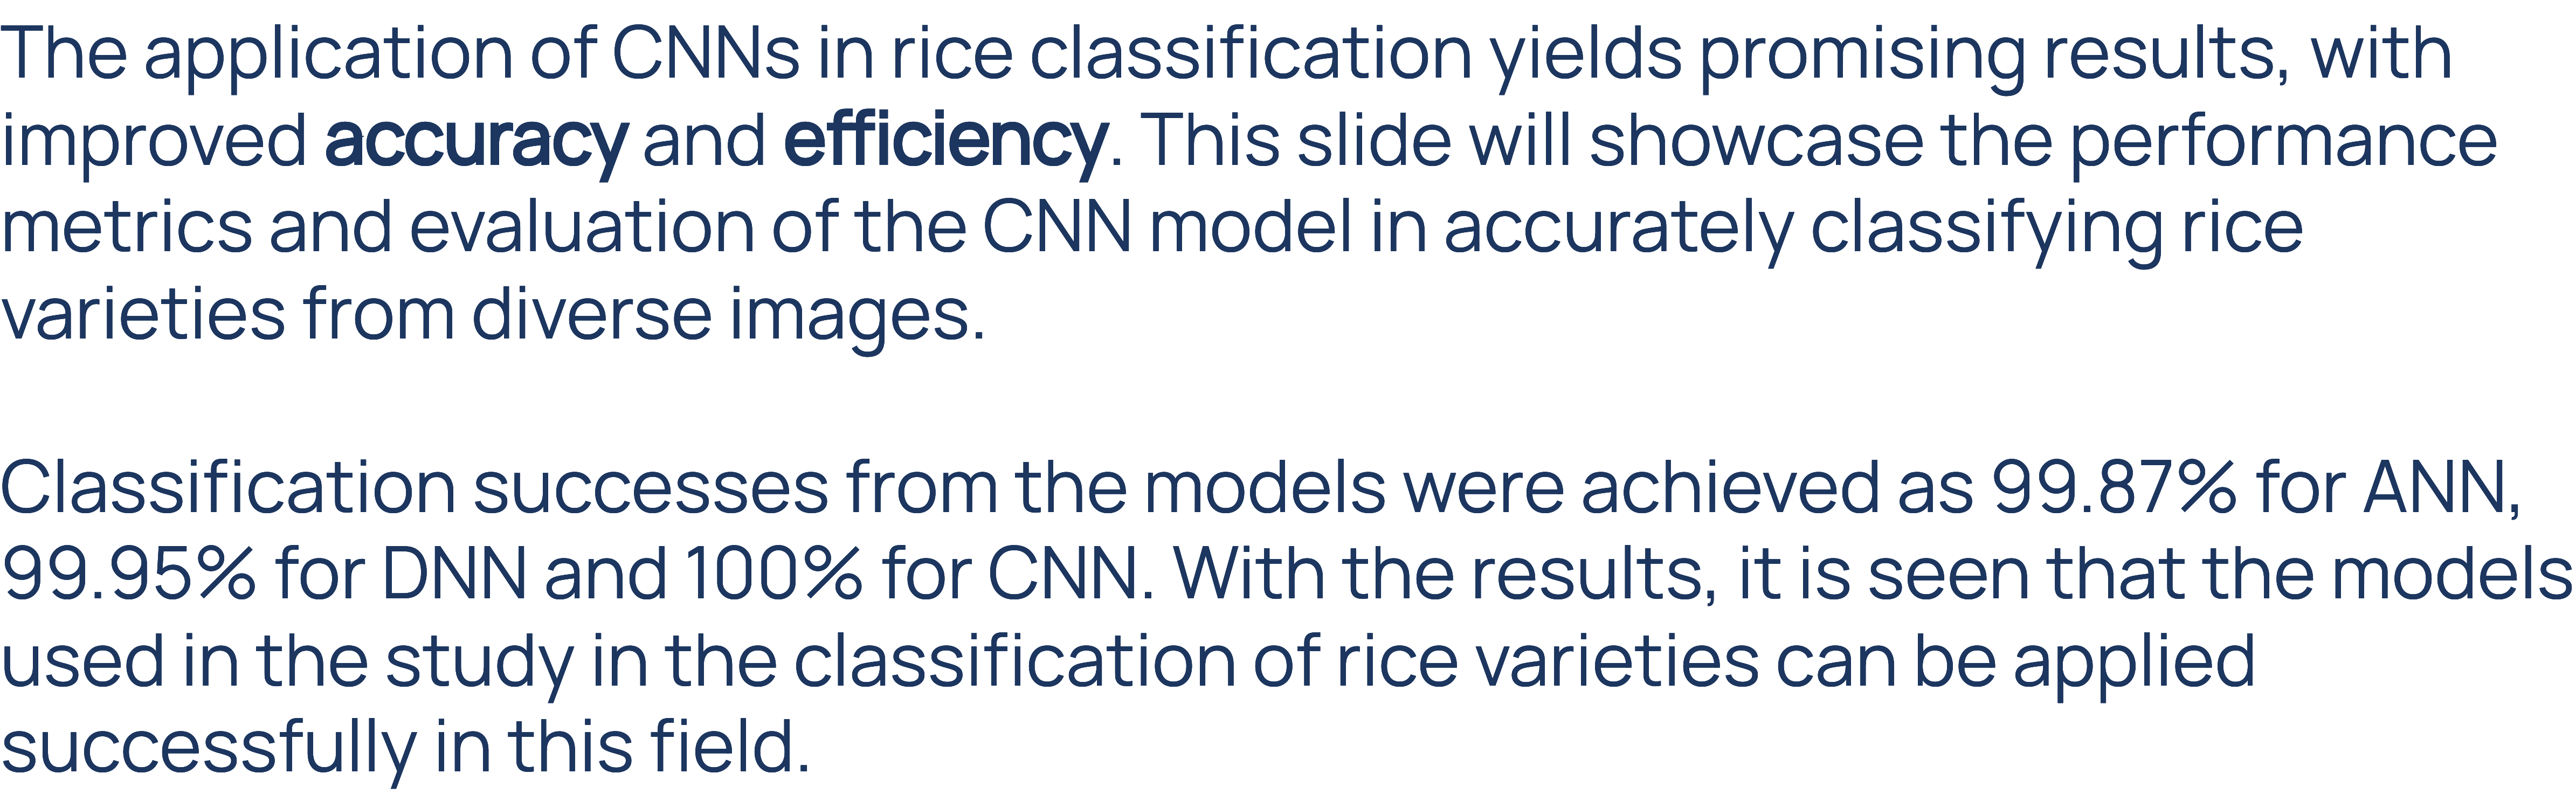 The application of CNNs in rice classification yields promising results, with
improved accuracy and efficiency. This slide will showcase the performance
metrics and evaluation of the CNN model in accurately classifying rice
varieties from diverse images.
Classification successes from the models were achieved as 99.87% for ANN,
99.95% for DNN and 100% for CNN. With the results, it is seen that the models
used in the study in the classification of rice varieties can be applied
successfully in this field.